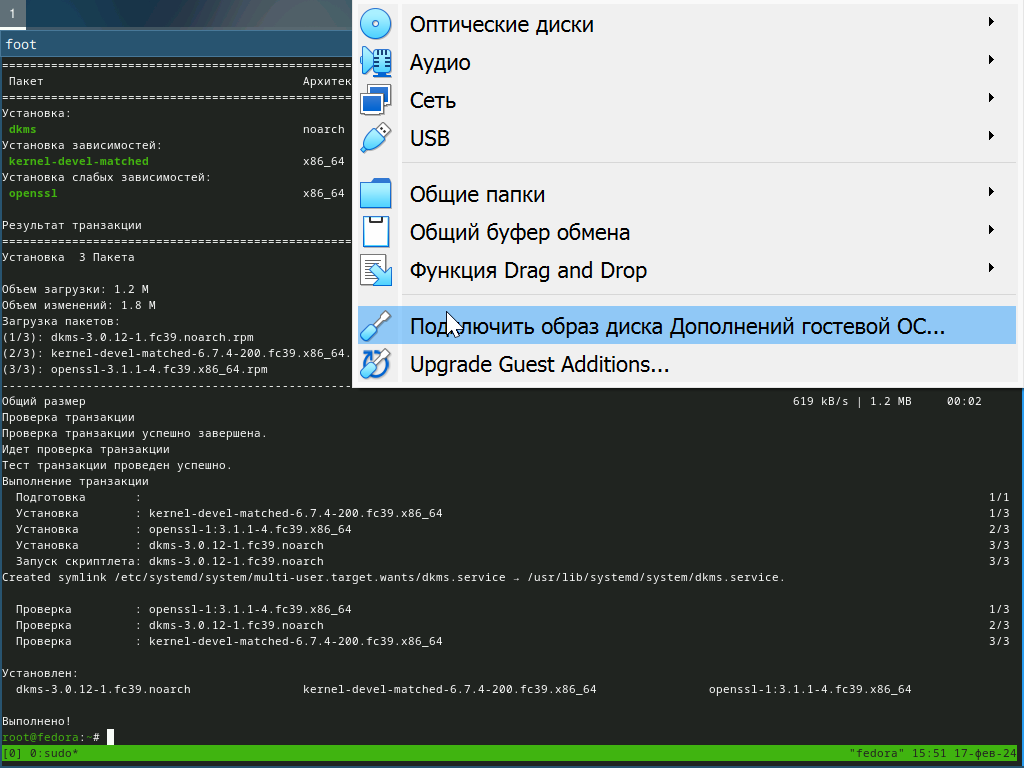 1
foot
Оптические диски
Аудио
Сеть
USB
Общие папки
Общий буфер обмена
Функция Drag and Drop
Подключить образ диска Дополнений гостевой ОС...
Upgrade Guest Additions...
================================================
Пакет Архитек
================================================
Установка:
dkms noarch
Установка зависимостей:
kernel-devel-matched x86_64
Установка слабых зависимостей:
openssl x86_64
Результат транзакции
================================================
Установка 3 Пакета
Объем загрузки: 1.2 M
Объем изменений: 1.8 M
Загрузка пакетов:
(1/3): dkms-3.0.12-1.fc39.noarch.rpm
(2/3): kernel-devel-matched-6.7.4-200.fc39.x86_64.
(3/3): openssl-3.1.1-4.fc39.x86_64.rpm
--------------------------------------------------
Общий размер 619 kB/s | 1.2 MB 00:02
Проверка транзакции
Проверка транзакции успешно завершена.
Идет проверка транзакции
Тест транзакции проведен успешно.
Выполнение транзакции
Подготовка : 1/1
Установка : kernel-devel-matched-6.7.4-200.fc39.x86_64 1/3
Установка : openssl-1:3.1.1-4.fc39.x86_64 2/3
Установка : dkms-3.0.12-1.fc39.noarch 3/3
Запуск скриптлета: dkms-3.0.12-1.fc39.noarch 3/3
Created symlink /etc/systemd/system/multi-user.target.wants/dkms.service → /usr/lib/systemd/system/dkms.service.
Проверка : openssl-1:3.1.1-4.fc39.x86_64 1/3
Проверка : dkms-3.0.12-1.fc39.noarch 2/3
Проверка : kernel-devel-matched-6.7.4-200.fc39.x86_64 3/3
Установлен:
dkms-3.0.12-1.fc39.noarch kernel-devel-matched-6.7.4-200.fc39.x86_64 openssl-1:3.1.1-4.fc39.x86_64
Выполнено!
root@fedora:~#
[0] 0:sudo* "fedora" 15:51 17-фев-24